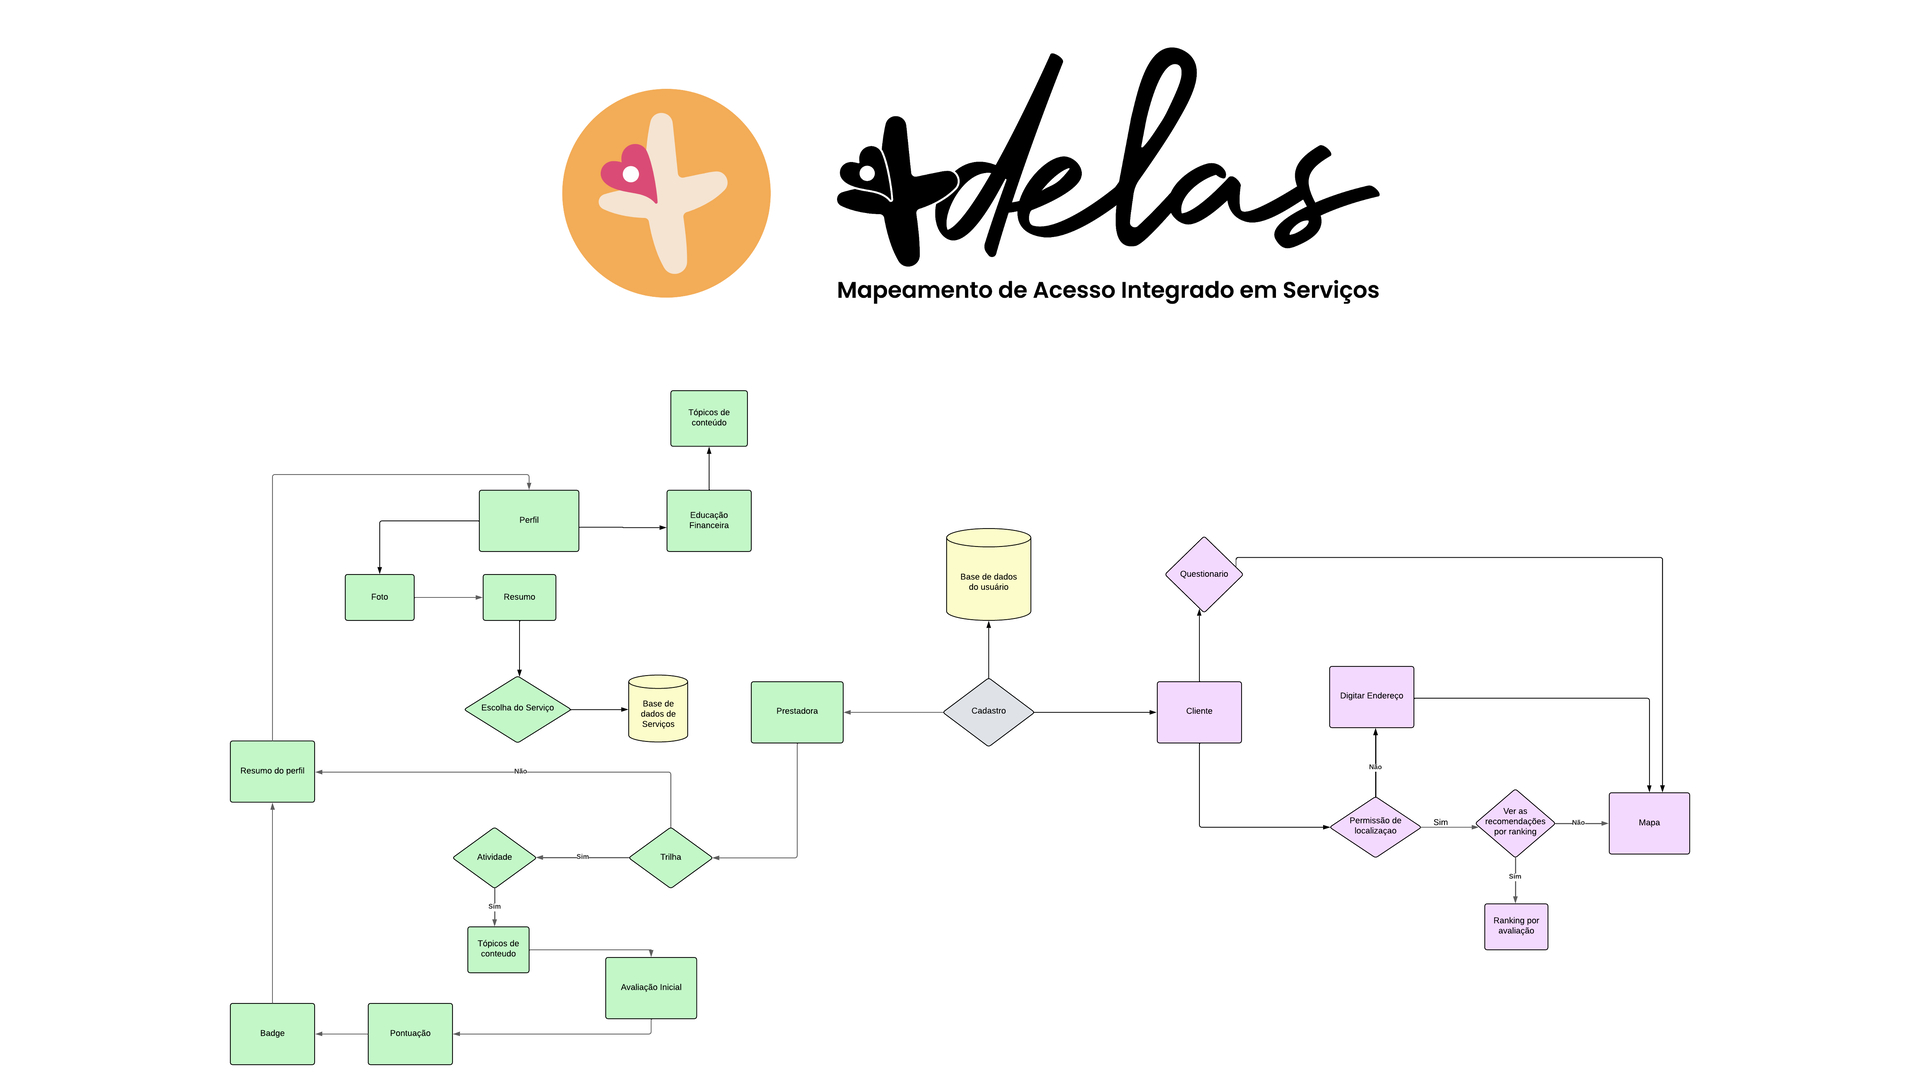 delas
Mapeamento de Acesso Integrado em Serviços
Tópicos de
conteúdo
Perfil
Educação
Financeira
Foto
Resumo
Escolha do Serviço
Base de
dados de
Serviços
Resumo do perfil
Não
Atividade
Sim
Trilha
Sim
Tópicos de
conteudo
Avaliação Inicial
Badge
Pontuação
Prestadora
Base de dados
do usuário
Cadastro
Cliente
Questionario
Digitar Endereço
Não
Permissão de
localizaçao
Sim
Ver as
recomendações
por ranking
Não
Mapa
Sim
Ranking por
avaliação